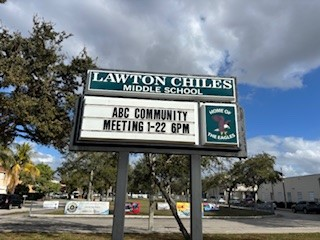 LAWTON CHILES
MIDDLE SCHOOL
ABC COMMUNITY
MEETING 1-22 6PM
HOME OF
THE
EAGLES